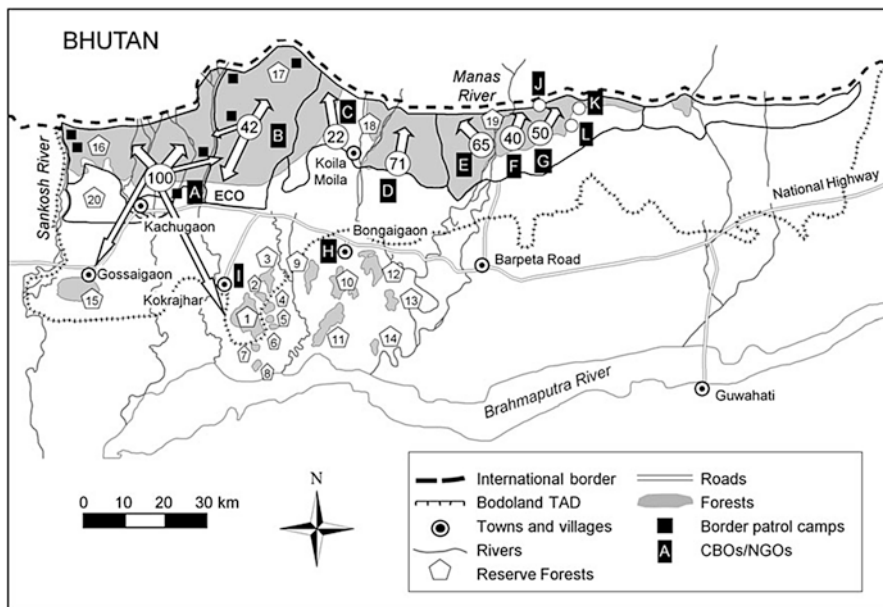 BHUTAN
Manas
River
J
17
K
C
42
B
22
18
19
L
16
65
40
50
E
F
G
Koila
Moila
71
100
D
Sankosh River
20
A
ECO
National Highway
Kachugaon
Bongaigaon
H
Barpeta Road
Gossaigaon
I
3
9
12
Kokrajhar
2
10
15
4
13
1
5
6
11
14
7
8
Brahmaputra River
Guwahati
N
0 10 20 30 km
International border
Bodoland TAD
Towns and villages
Rivers
Reserve Forests
Roads
Forests
Border patrol camps
A CBOs/NGOs